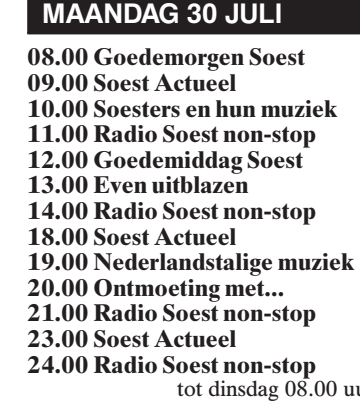 MAANDAG 30 JULI
08.00 Goedemorgen Soest
09.00 Soest Actueel
10.00 Soesters en hun muziek
11.00 Radio Soest non-stop
12.00 Goedemiddag Soest
13.00 Even uitblazen
14.00 Radio Soest non-stop
18.00 Soest Actueel
19.00 Nederlandstalige muziek
20.00 Ontmoeting met...
21.00 Radio Soest non-stop
23.00 Soest Actueel
24.00 Radio Soest non-stop
tot dinsdag 08.00